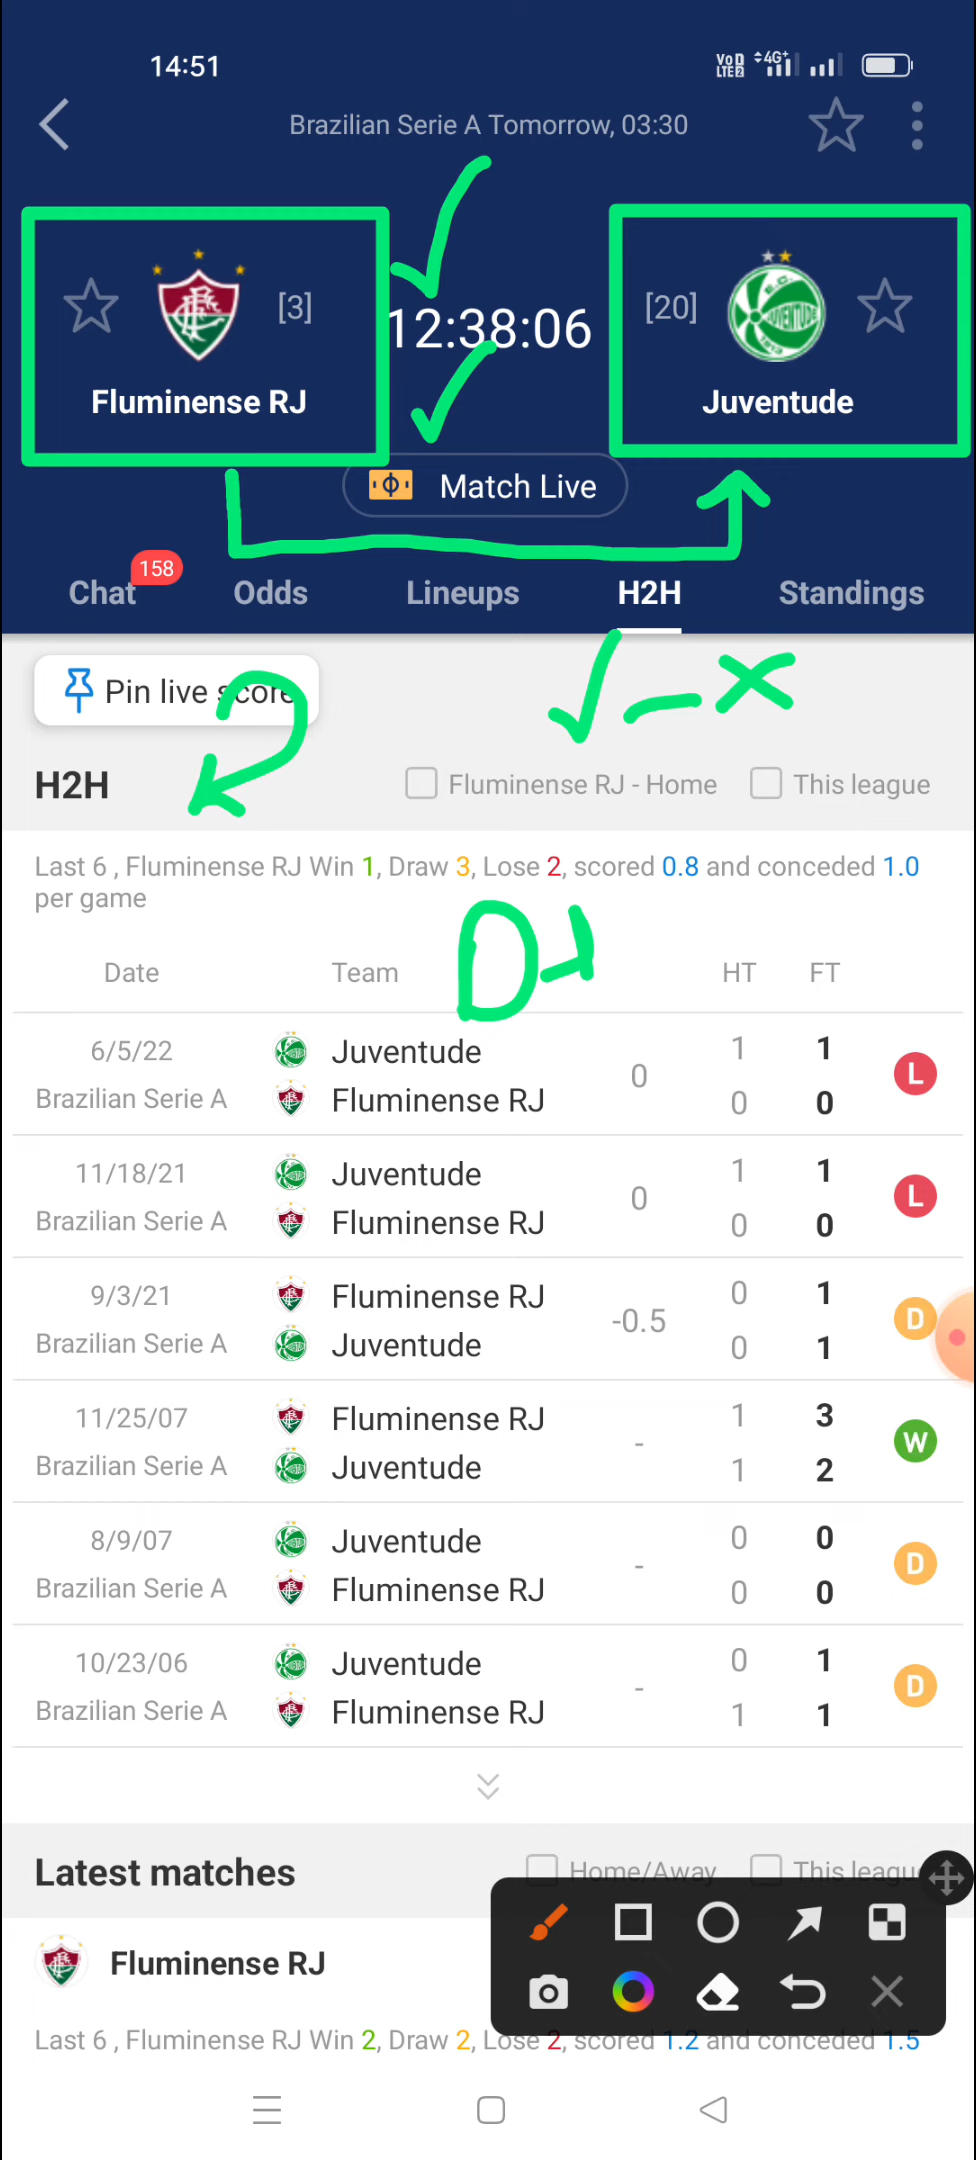 14:51
VoD LTE2 4G+
Brazilian Serie A Tomorrow, 03:30
[3]
12:38:06
[20]
Fluminense RJ
Juventude
Match Live
Chat 158 Odds Lineups H2H Standings
Pin live score
H2H
Fluminense RJ - Home This league
Last 6 , Fluminense RJ Win 1, Draw 3, Lose 2, scored 0.8 and conceded 1.0
per game
Date Team HT FT
6/5/22 Juventude 1 1
Brazilian Serie A Fluminense RJ 0 0 0 L
11/18/21 Juventude 1 1
Brazilian Serie A Fluminense RJ 0 0 0 L
9/3/21 Fluminense RJ 0 1
Brazilian Serie A Juventude -0.5 0 1 D
11/25/07 Fluminense RJ 1 3
Brazilian Serie A Juventude - 1 2 W
8/9/07 Juventude 0 0
Brazilian Serie A Fluminense RJ - 0 0 D
10/23/06 Juventude 0 1
Brazilian Serie A Fluminense RJ - 1 1 D
Latest matches
Home/Away This league
Fluminense RJ
Last 6 , Fluminense RJ Win 2, Draw 2, Lose 2, scored 1.2 and conceded 1.5